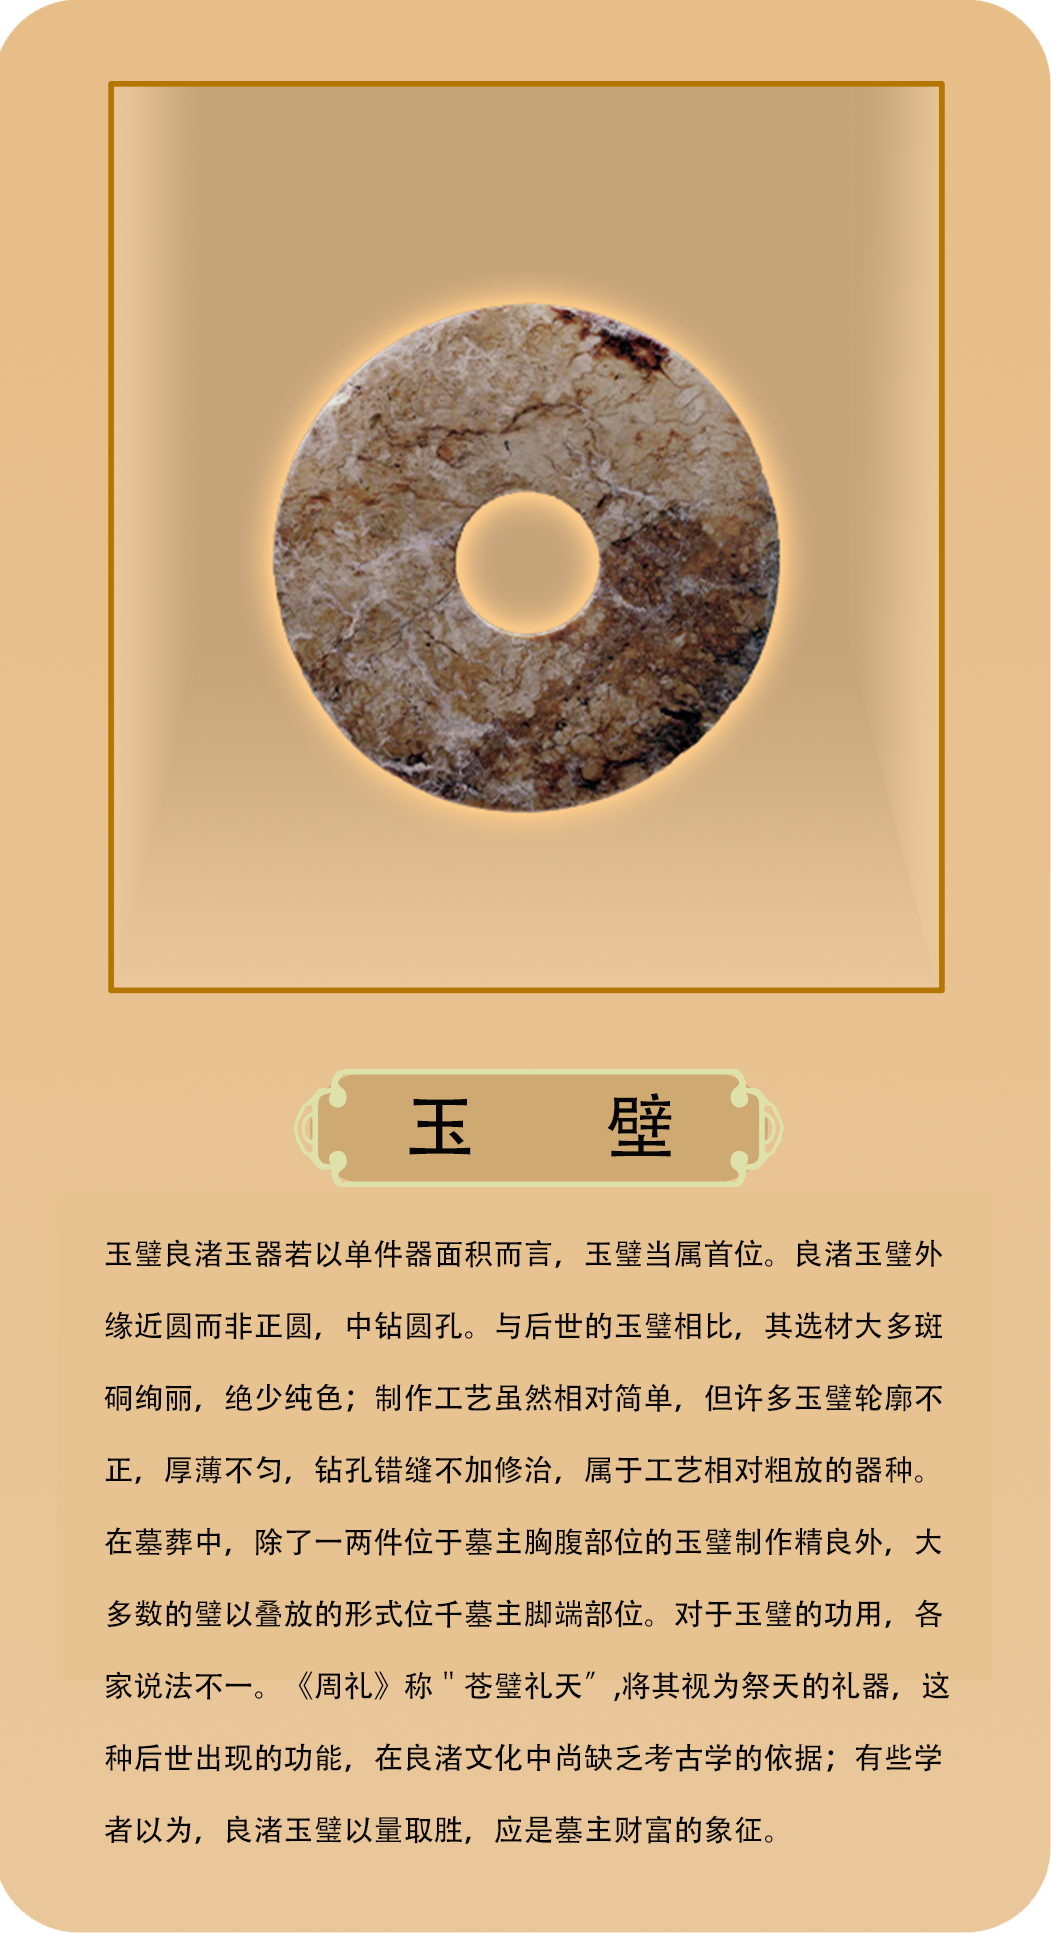 玉 壁
玉璧良渚玉器若以单件器面积而言，玉璧当属首位。良渚玉璧外
缘近圆而非正圆，中钻圆孔。与后世的玉璧相比，其选材大多斑
硐绚丽，绝少纯色；制作工艺虽然相对简单，但许多玉璧轮廓不
正，厚薄不匀，钻孔错缝不加修治，属于工艺相对粗放的器种。
在墓葬中，除了一两件位于墓主胸腹部位的玉璧制作精良外，大
多数的璧以叠放的形式位千墓主脚端部位。对于玉璧的功用，各
家说法不一。《周礼》称＂苍璧礼天″,将其视为祭天的礼器，这
种后世出现的功能，在良渚文化中尚缺乏考古学的依据；有些学
者以为，良渚玉璧以量取胜，应是墓主财富的象征。